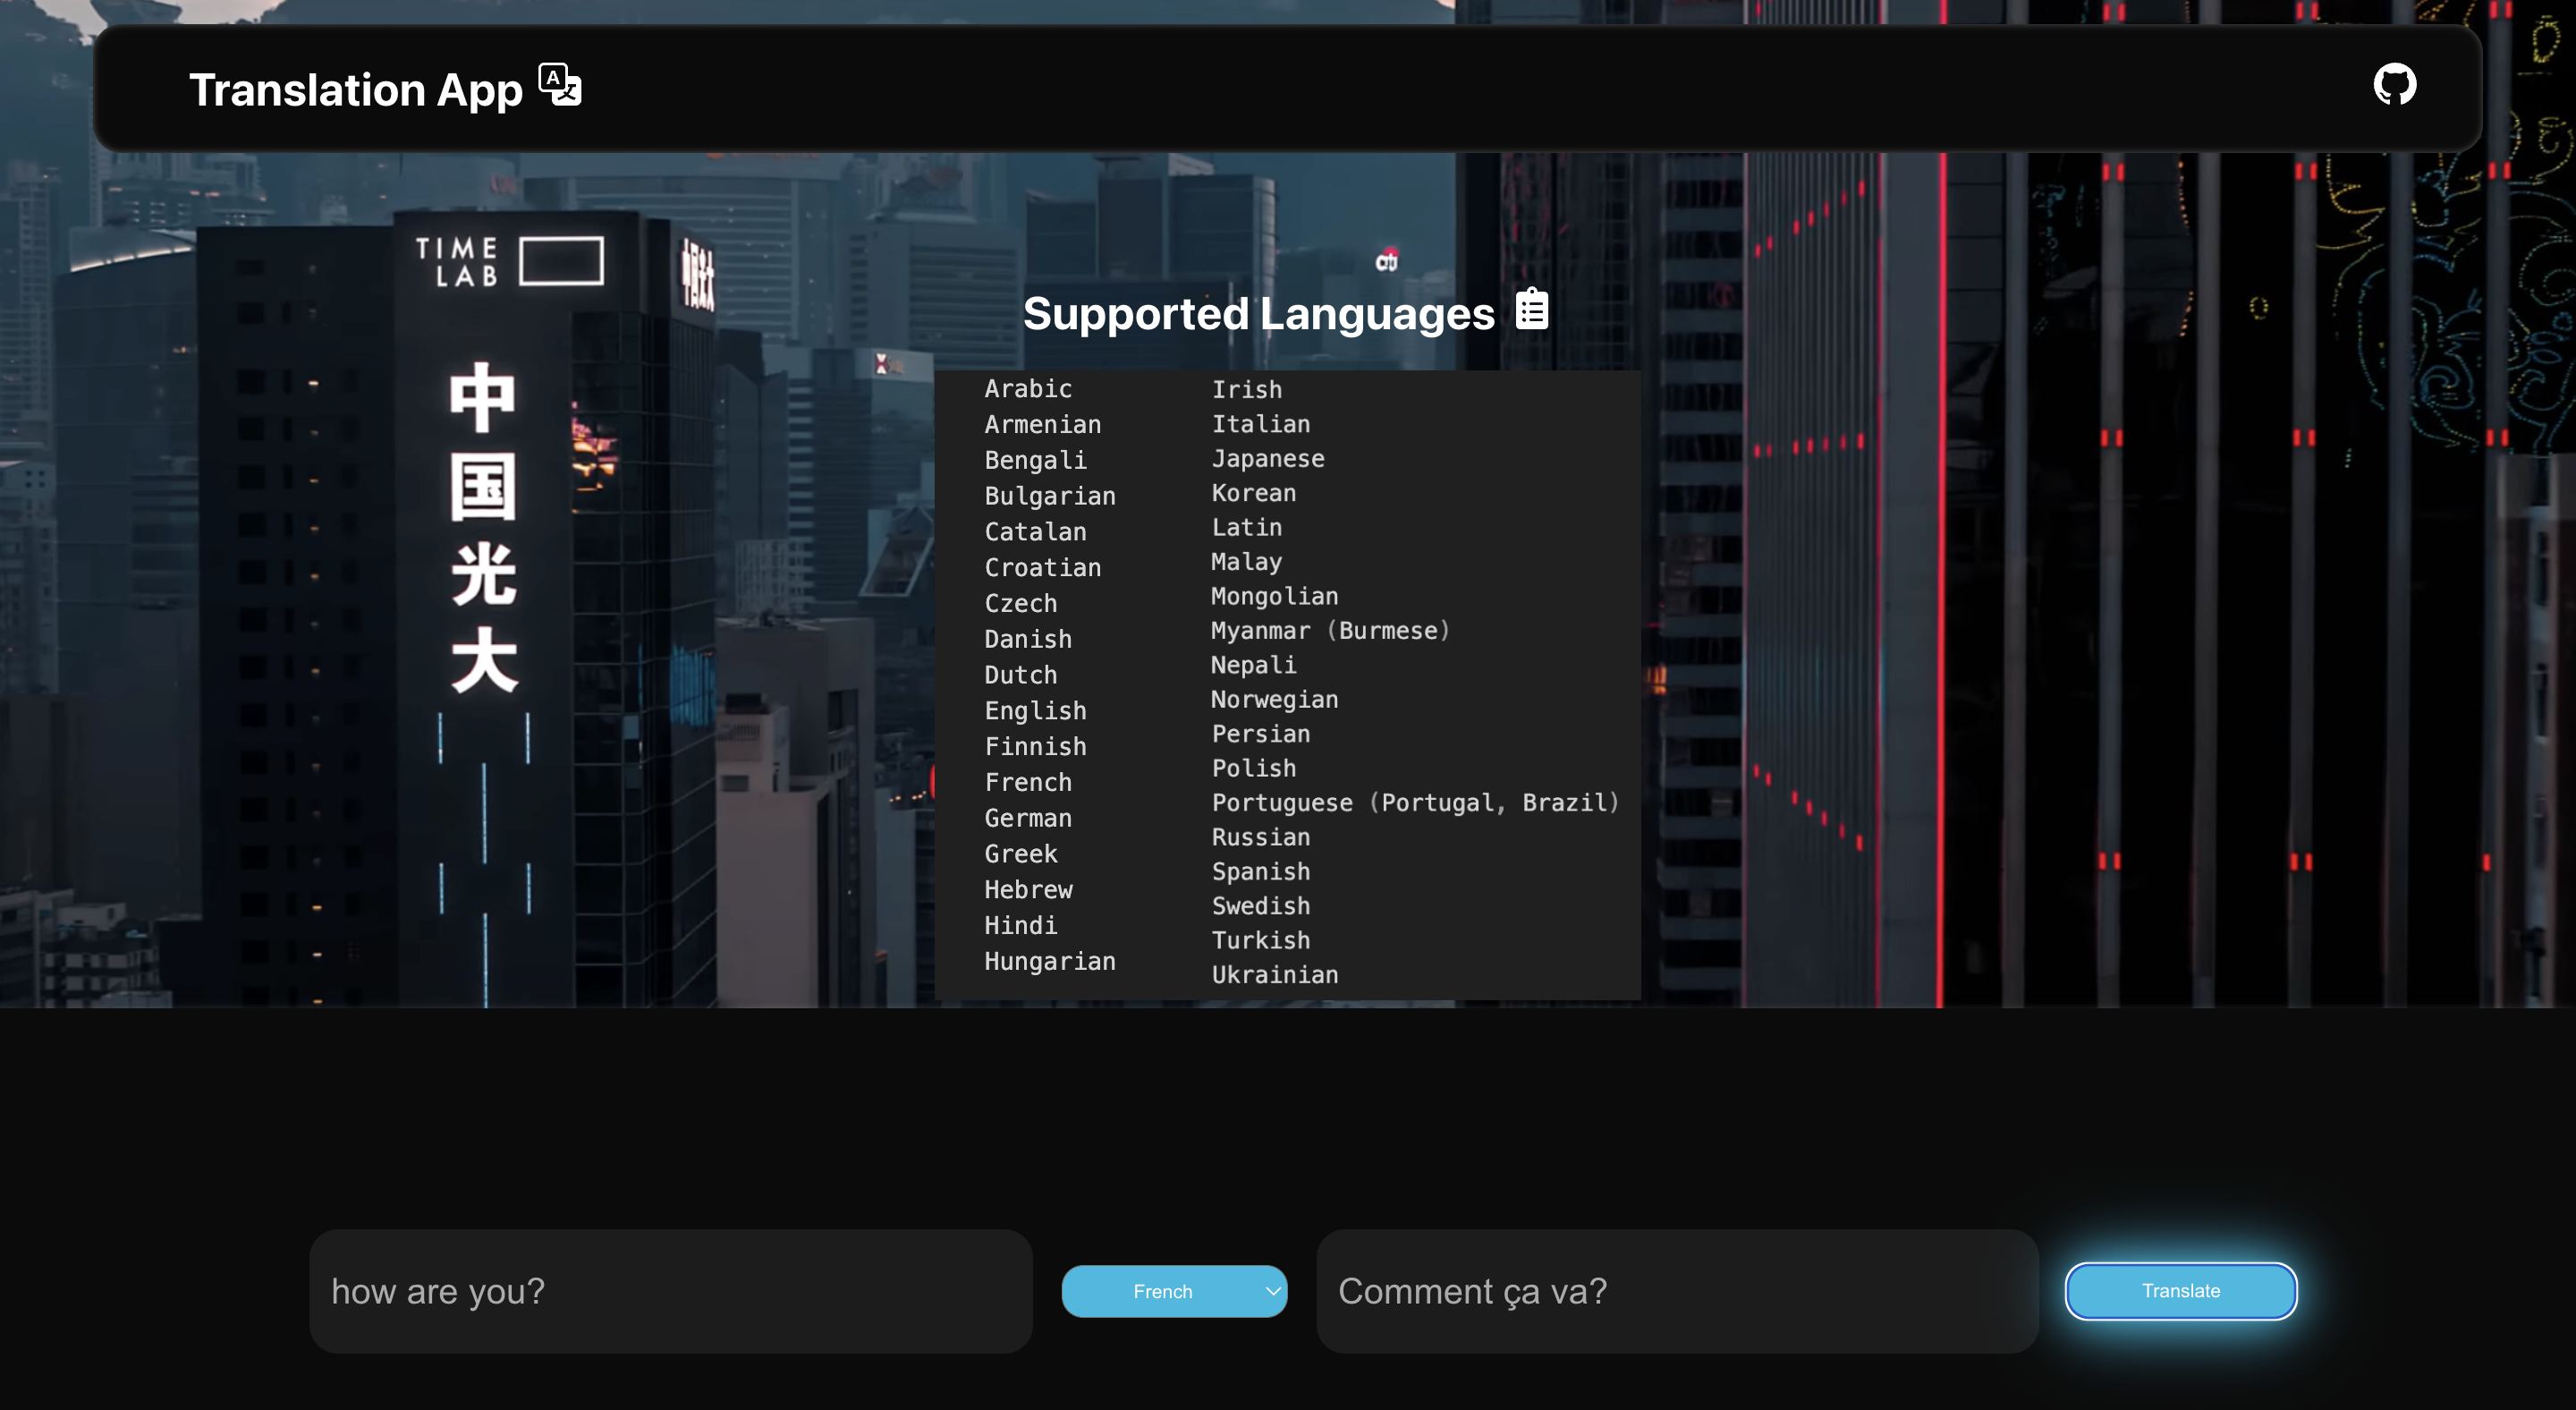 Translation App
TIME
LAB
中
国
光
大
citi
Supported Languages
Arabic
Armenian
Bengali
Bulgarian
Catalan
Croatian
Czech
Danish
Dutch
English
Finnish
French
German
Greek
Hebrew
Hindi
Hungarian
Irish
Italian
Japanese
Korean
Latin
Malay
Mongolian
Myanmar (Burmese)
Nepali
Norwegian
Persian
Polish
Portuguese (Portugal, Brazil)
Russian
Spanish
Swedish
Turkish
Ukrainian
how are you?
French
Comment ça va?
Translate